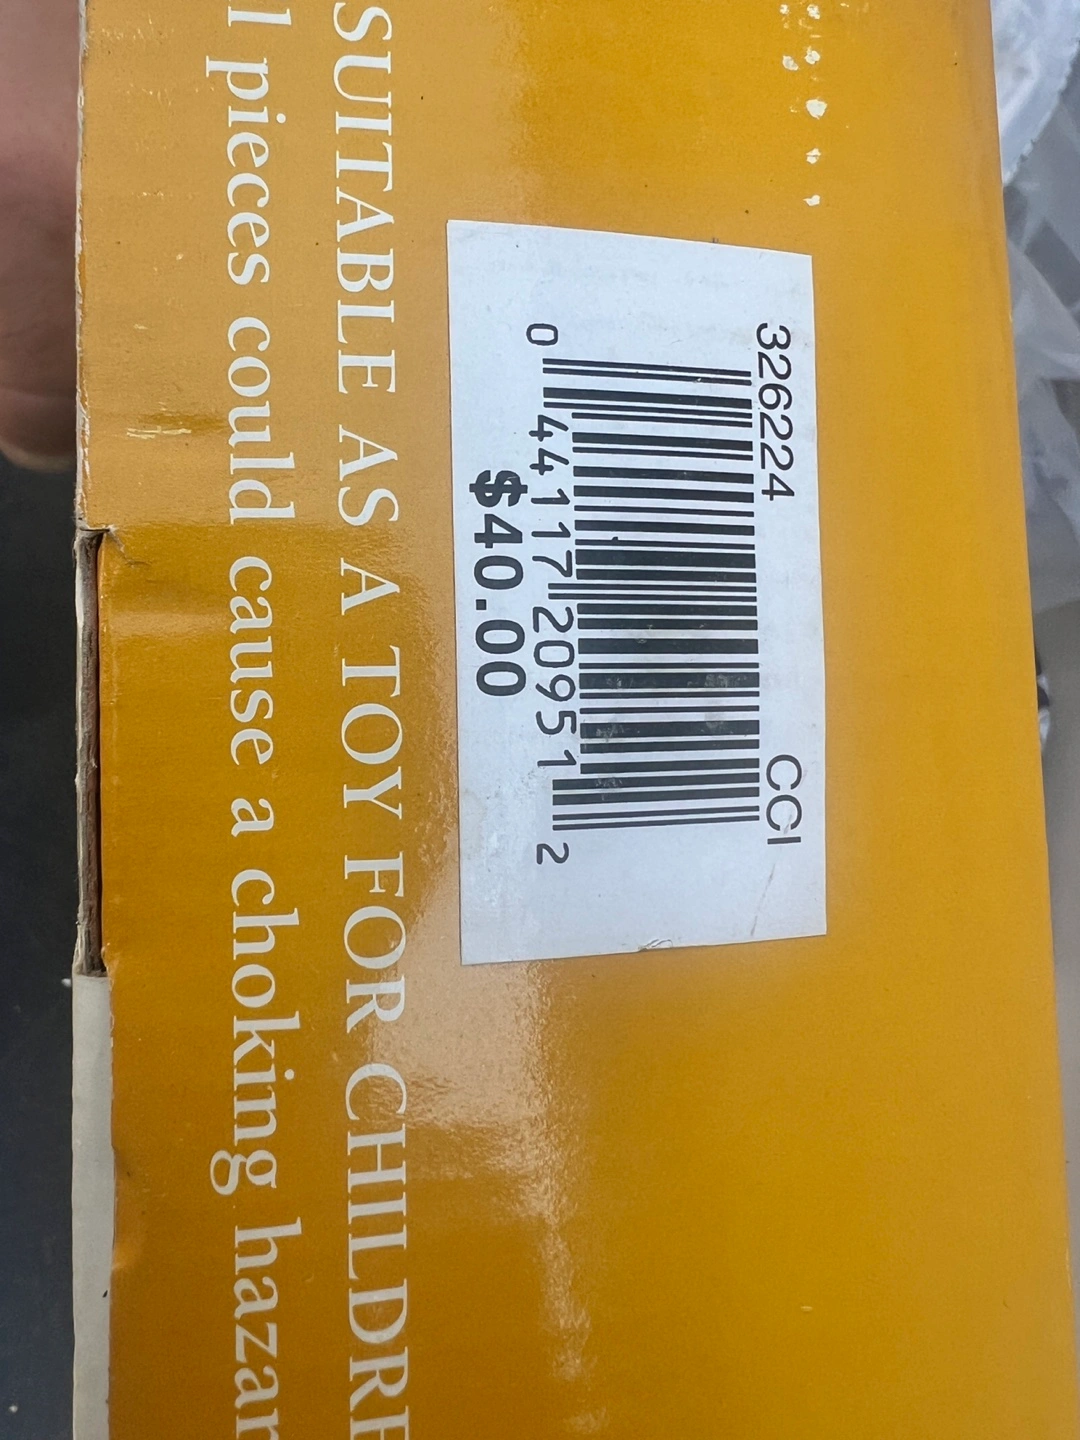 326224 CCI
0 44117 20951 2
$40.00
SUITABLE AS A TOY FOR CHILDRE
l pieces could cause a choking hazar